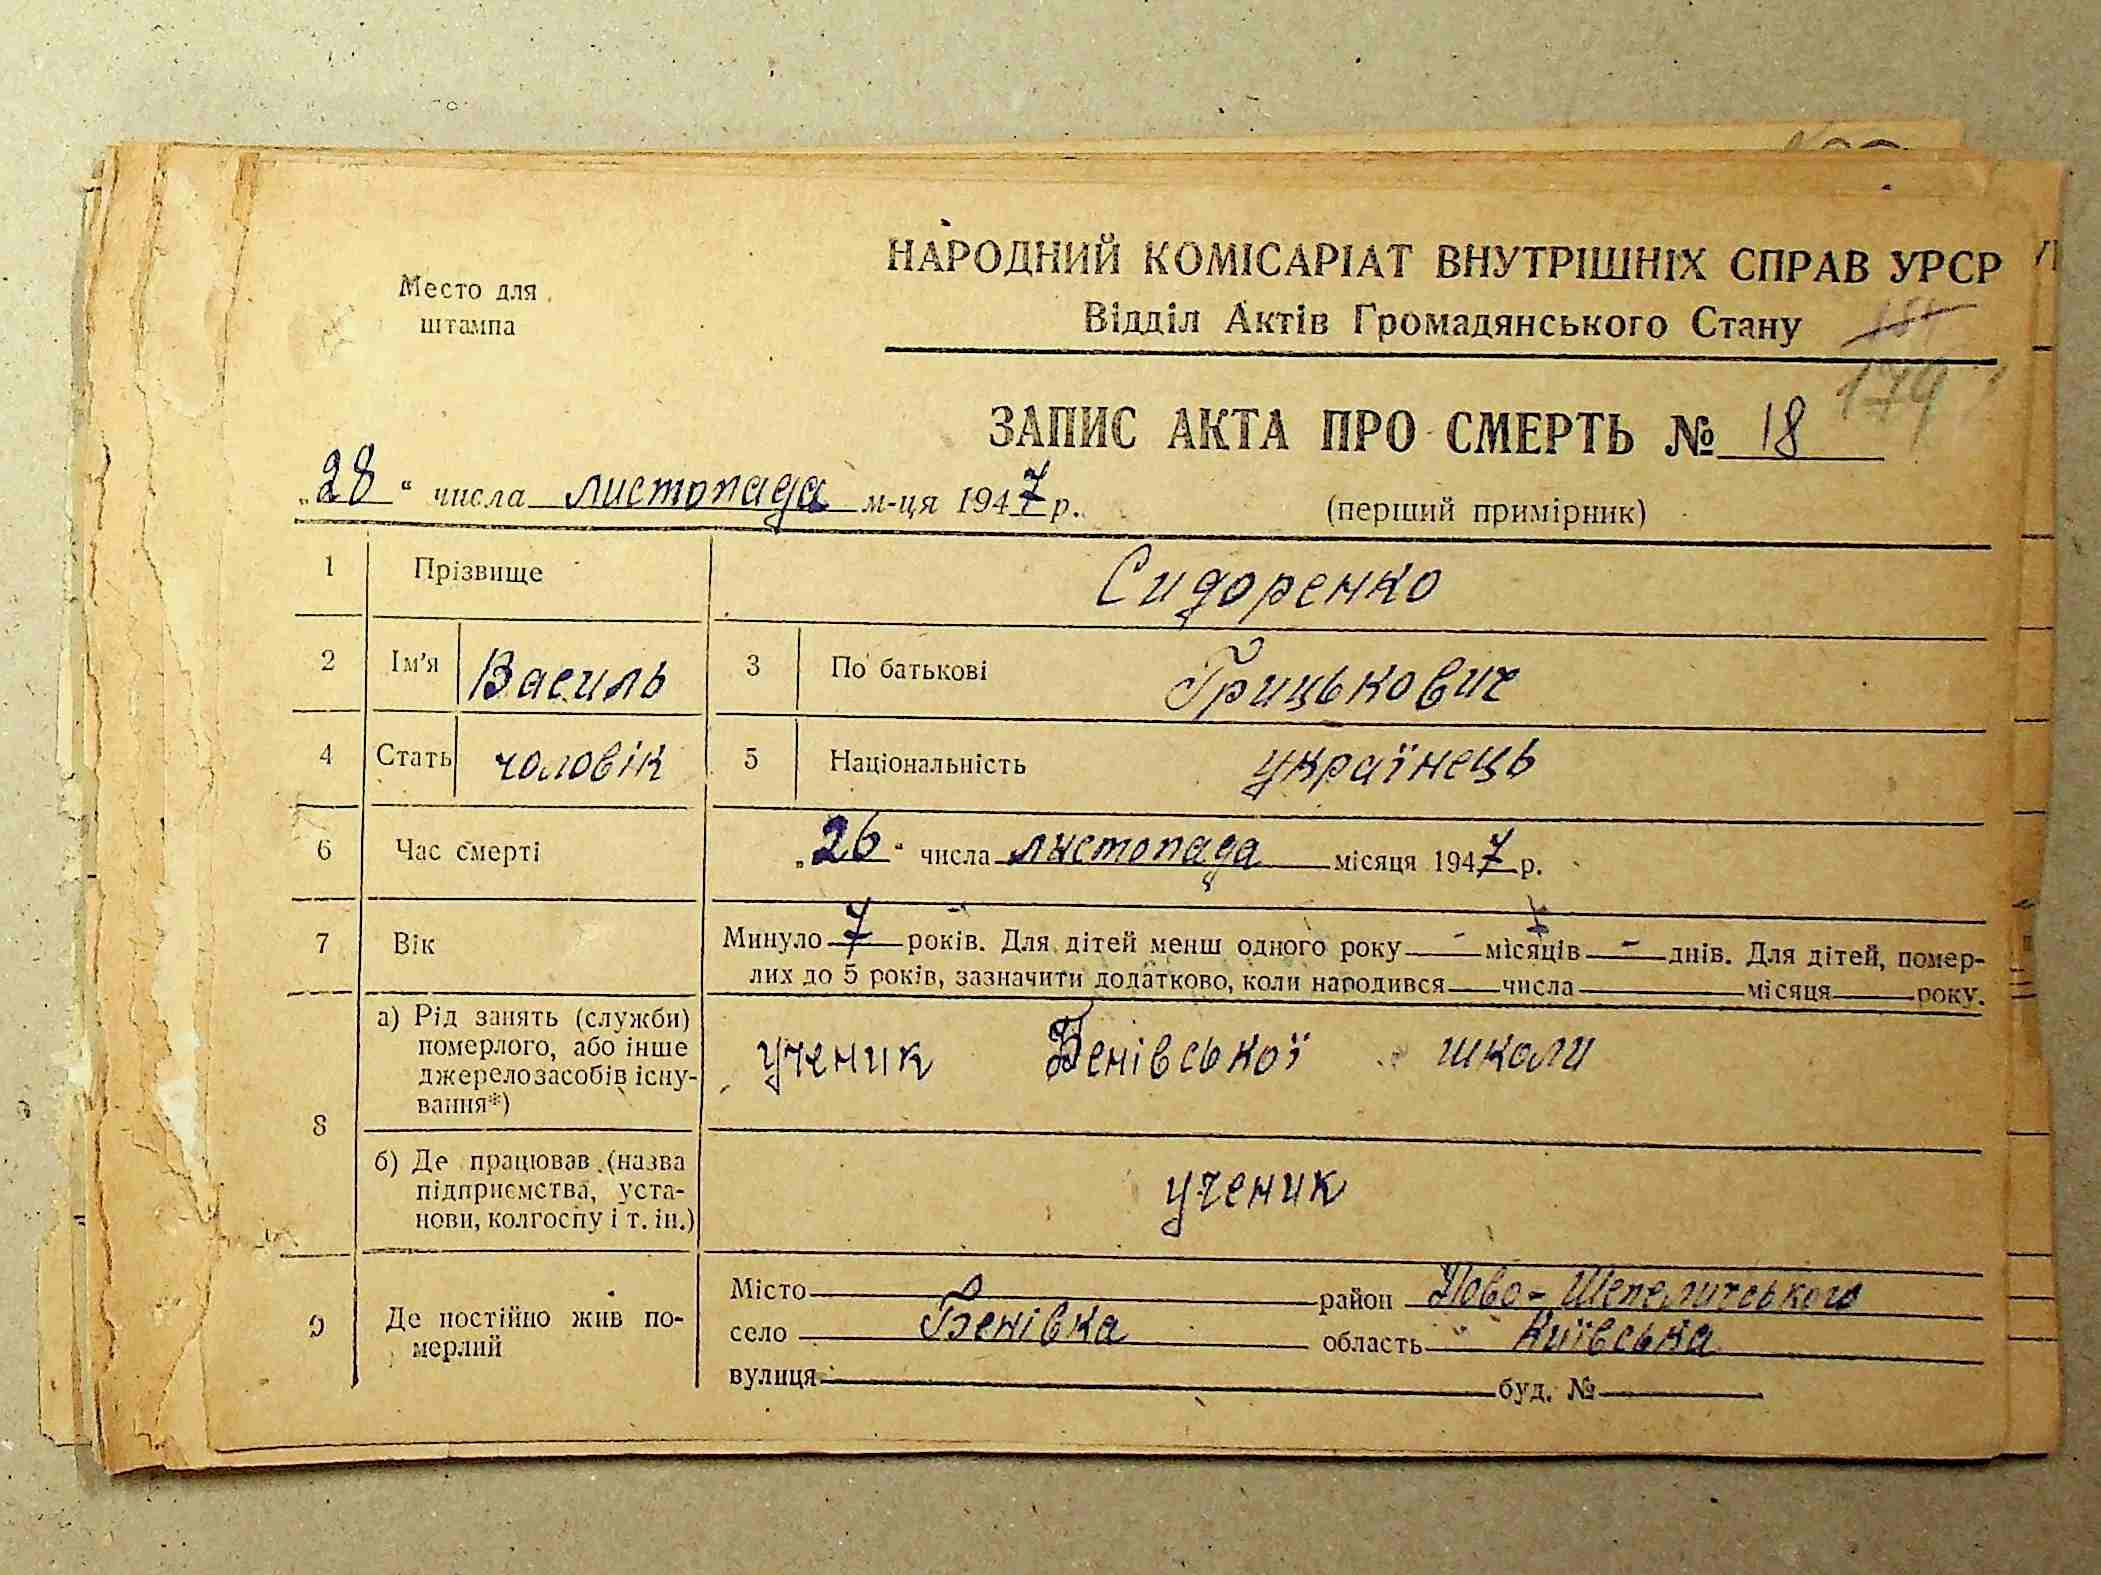 Место для
штампа
НАРОДНИЙ КОМІСАРІАТ ВНУТРІШНІХ СПРАВ УРСР
Відділ Актів Громадянського Стану
179
ЗАПИС АКТА ПРО СМЕРТЬ № 18
„28“ числа листопада м-ця 1947 р.
(перший примірник)
1 Прізвище Сидоренко
2 Ім'я Василь 3 По батькові Грицькович
4 Стать чоловік 5 Національність українець
6 Час смерті „26“ числа листопада місяця 1947 р.
7 Вік Минуло 7 років. Для дітей менш одного року - місяців - днів. Для дітей, помер-
лих до 5 років, зазначити додатково, коли народився числа місяця року.
8 а) Рід занять (служби)
померлого, або інше
джерело засобів існу-
вання*)
ученик Бенівської школи
б) Де працював (назва
підприємства, уста-
нови, колгоспу і т. ін.)
ученик
9 Де постійно жив по-
мерлий
Місто район Ново-Шепеличського
село Бенівка область Київська
вулиця буд. №